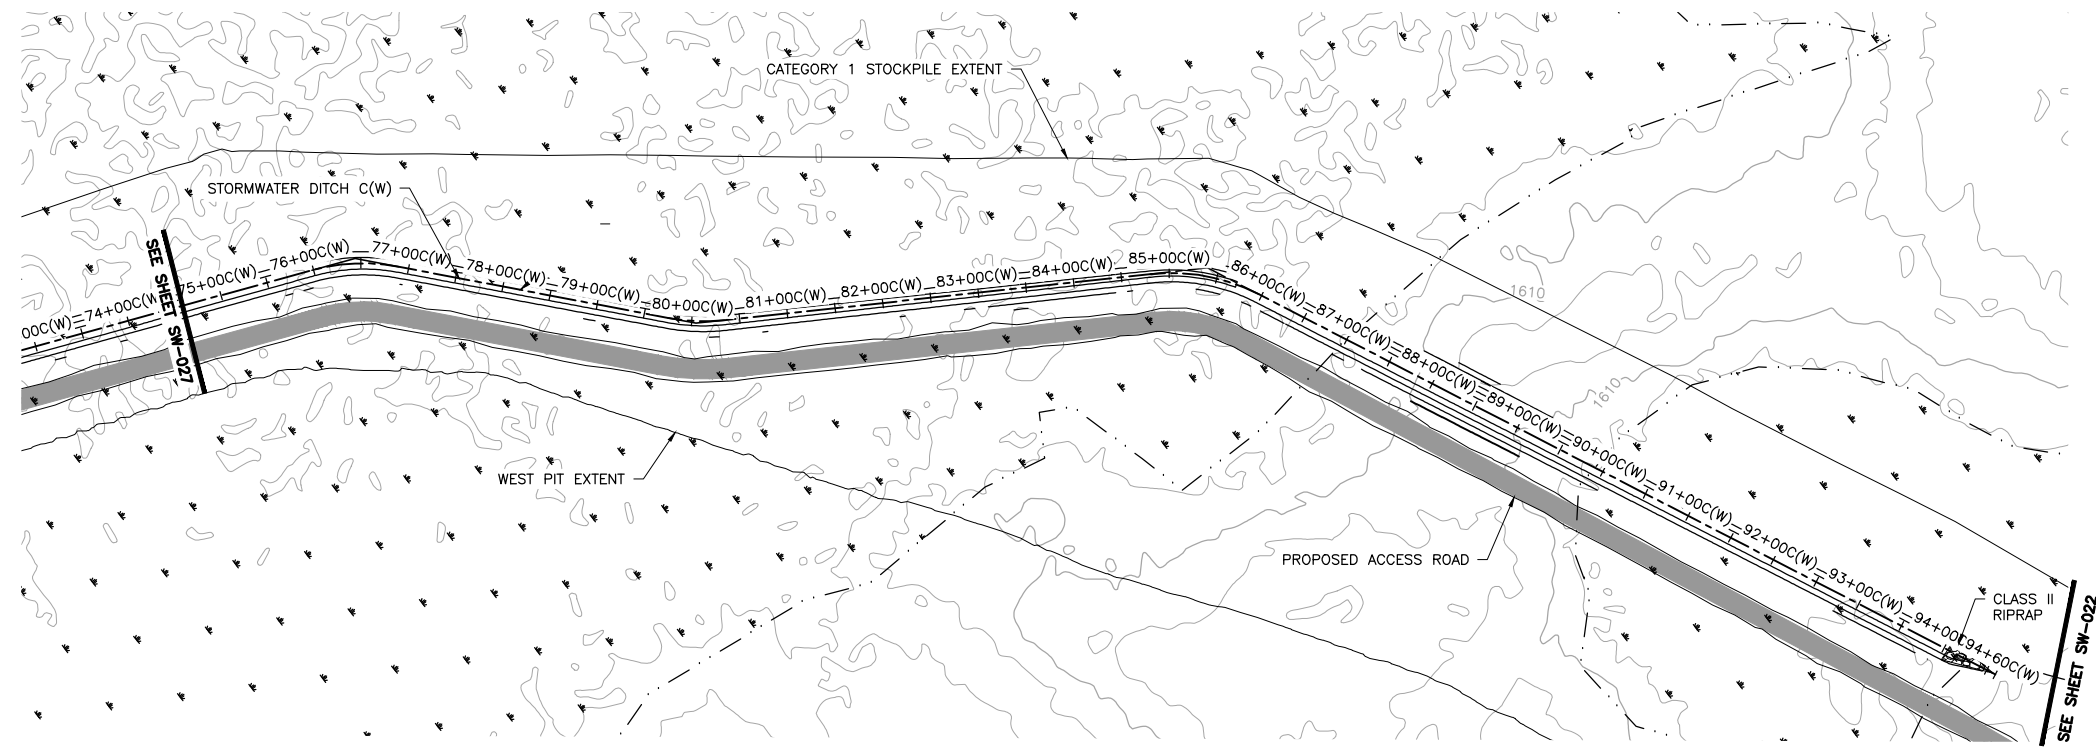 CATEGORY 1 STOCKPILE EXTENT
STORMWATER DITCH C(W)
SEE SHEET SW-027
00C(W)
74+00C(W
75+00C(W)
76+00C(W)
77+00C(W)
78+00C(W)
79+00C(W)
80+00C(W)
81+00C(W)
82+00C(W)
83+00C(W)
84+00C(W)
85+00C(W)
86+00C(W)
87+00C(W)
88+00C(W)
89+00C(W)
90+00C(W)
91+00C(W)
92+00C(W)
93+00C(W)
94+00C
94+60C(W)
1610
1610
WEST PIT EXTENT
PROPOSED ACCESS ROAD
CLASS II
RIPRAP
SEE SHEET SW-022